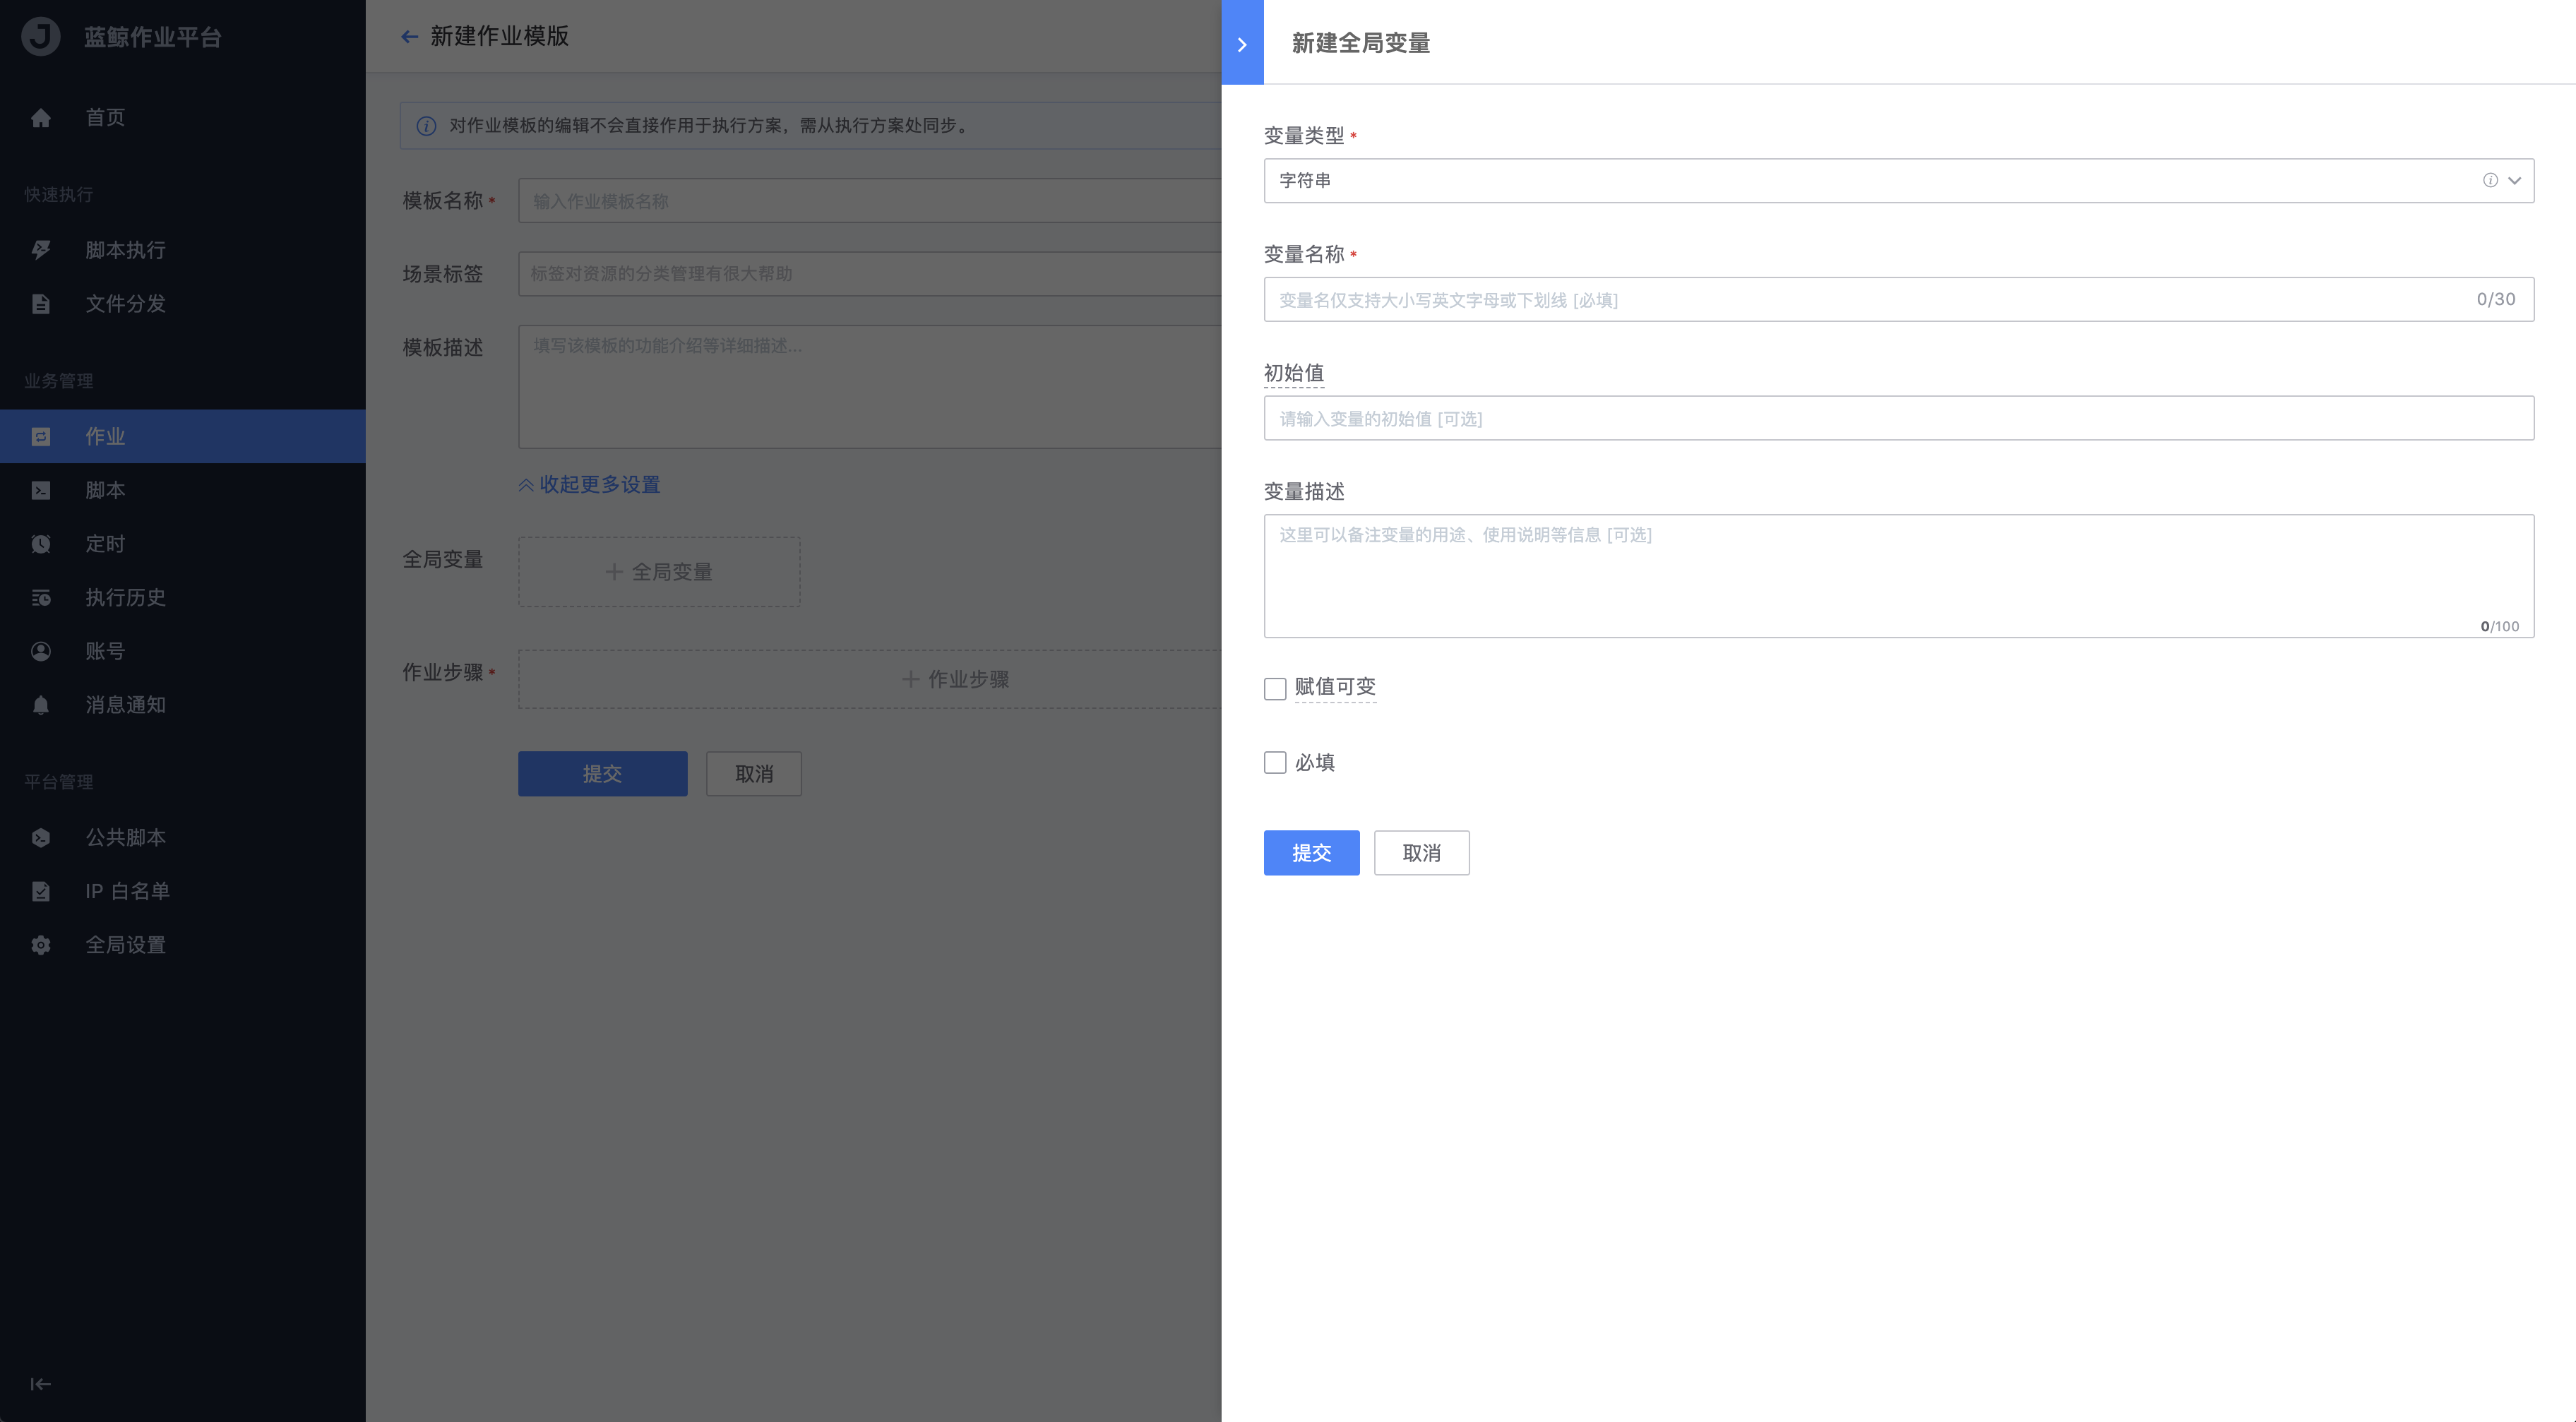 蓝鲸作业平台
首页
快速执行
脚本执行
文件分发
业务管理
作业
脚本
定时
执行历史
账号
消息通知
平台管理
公共脚本
IP 白名单
全局设置
新建作业模版
对作业模板的编辑不会直接作用于执行方案，需从执行方案处同步。
模板名称 *
输入作业模板名称
场景标签
标签对资源的分类管理有很大帮助
模板描述
填写该模板的功能介绍等详细描述...
收起更多设置
全局变量
全局变量
作业步骤 *
作业步骤
提交 取消
新建全局变量
变量类型 *
字符串
变量名称 *
变量名仅支持大小写英文字母或下划线 [必填] 0/30
初始值
请输入变量的初始值 [可选]
变量描述
这里可以备注变量的用途、使用说明等信息 [可选]
0/100
赋值可变
必填
提交 取消